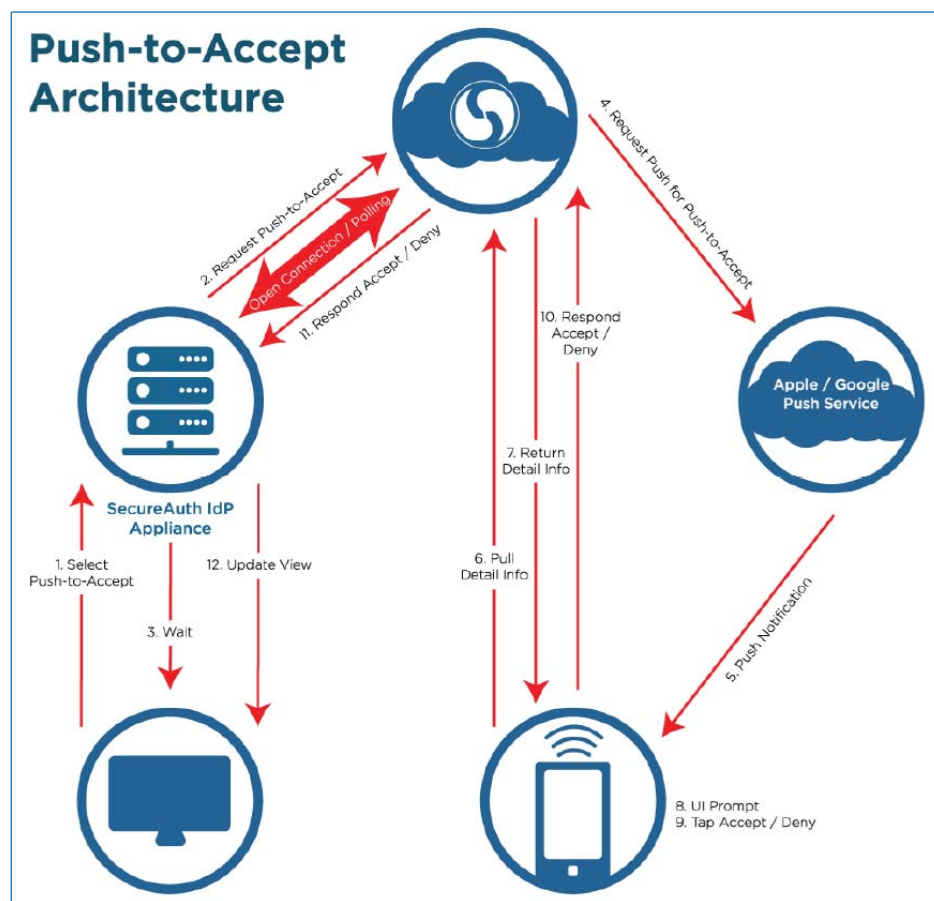 Push-to-Accept
Architecture
4. Request Push for Push-to-Accept
2. Request Push-to-Accept
Open Connection / Polling
11. Respond Accept / Deny
10. Respond
Accept /
Deny
Apple / Google
Push Service
7. Return
Detail Info
SecureAuth IdP
Appliance
1. Select
Push-to-Accept
12. Update View
6. Pull
Detail Info
3. Wait
5. Push Notification
8. UI Prompt
9. Tap Accept / Deny